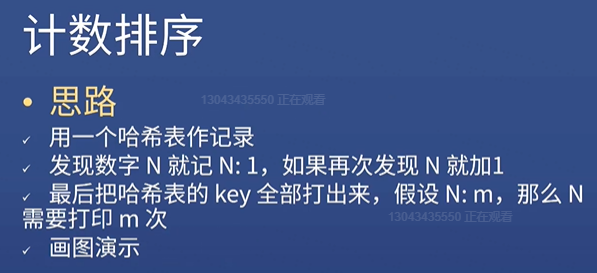 计数排序
• 思路
13043435550 正在观看
✓ 用一个哈希表作记录
✓ 发现数字 N 就记 N: 1，如果再次发现 N 就加1
✓ 最后把哈希表的 key 全部打出来，假设 N: m，那么 N
需要打印 m 次
13043435550 正在观看
✓ 画图演示